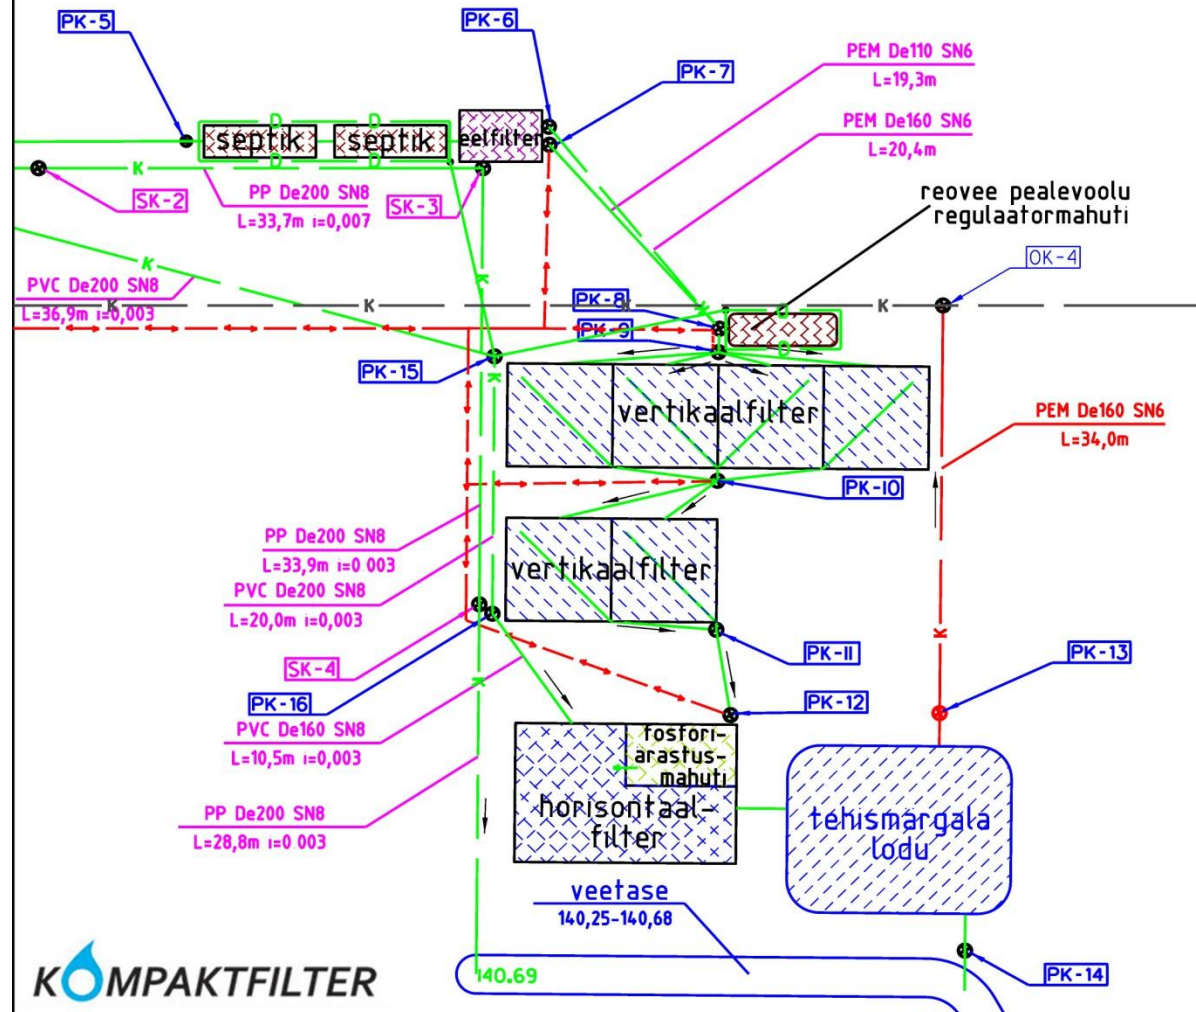 PK-5
PK-6
PK-7
PEM De110 SN6
L=19,3m
PEM De160 SN6
L=20,4m
D
D
septik
septik
eelfilter
D
D
K
SK-2
PP De200 SN8
L=33,7m i=0,007
SK-3
reovee pealevoolu
regulaatormahuti
OK-4
K
PVC De200 SN8
L=36,9m i=0,003
K
K
K
K
K
K
K
PK-8
PK-9
D
D
PK-15
K
vertikaalfilter
PEM De160 SN6
L=34,0m
PK-10
PP De200 SN8
L=33,9m i=0 003
PVC De200 SN8
L=20,0m i=0,003
vertikaalfilter
SK-4
PK-16
PK-11
K
PK-13
K
PK-12
PVC De160 SN8
L=10,5m i=0,003
fosfori-
ärastus-
mahuti
horisontaal-
filter
tehismärgala
lodu
PP De200 SN8
L=28,8m i=0 003
veetase
140,25-140,68
140.69
PK-14
KOMPAKTFILTER